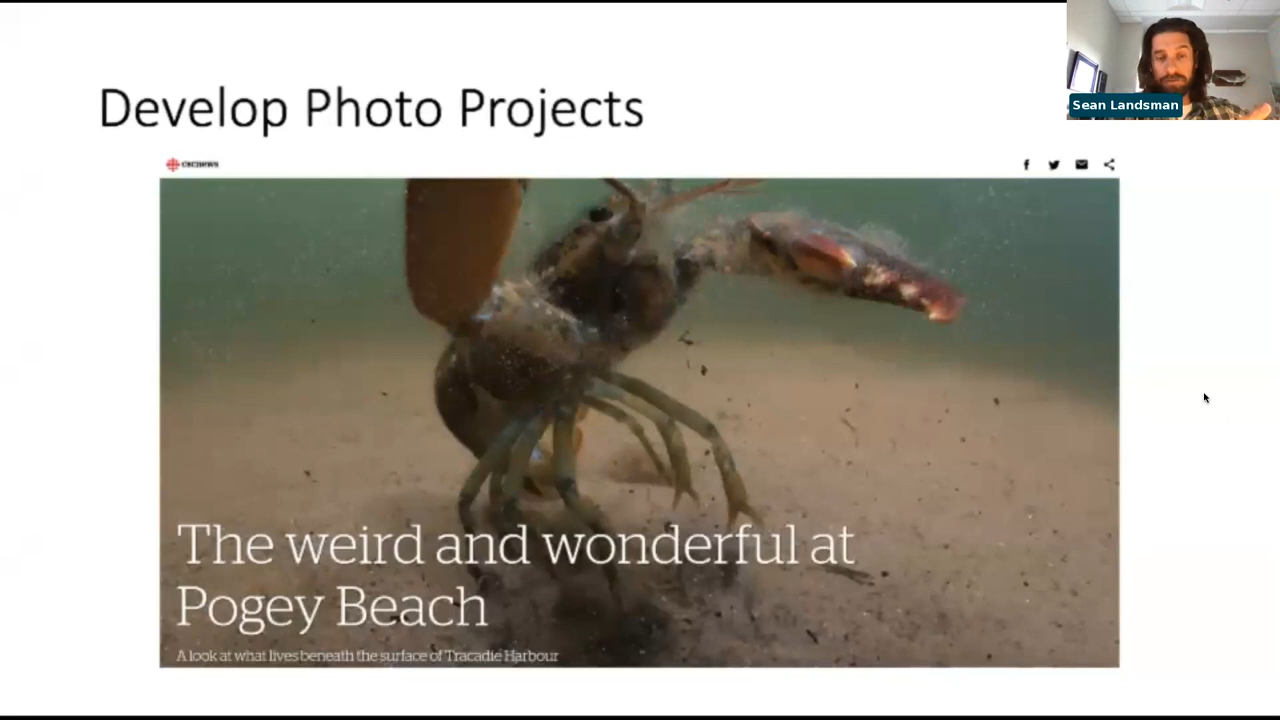 Develop Photo Projects
Sean Landsman
CBCNEWS
The weird and wonderful at
Pogey Beach
A look at what lives beneath the surface of Tracadie Harbour